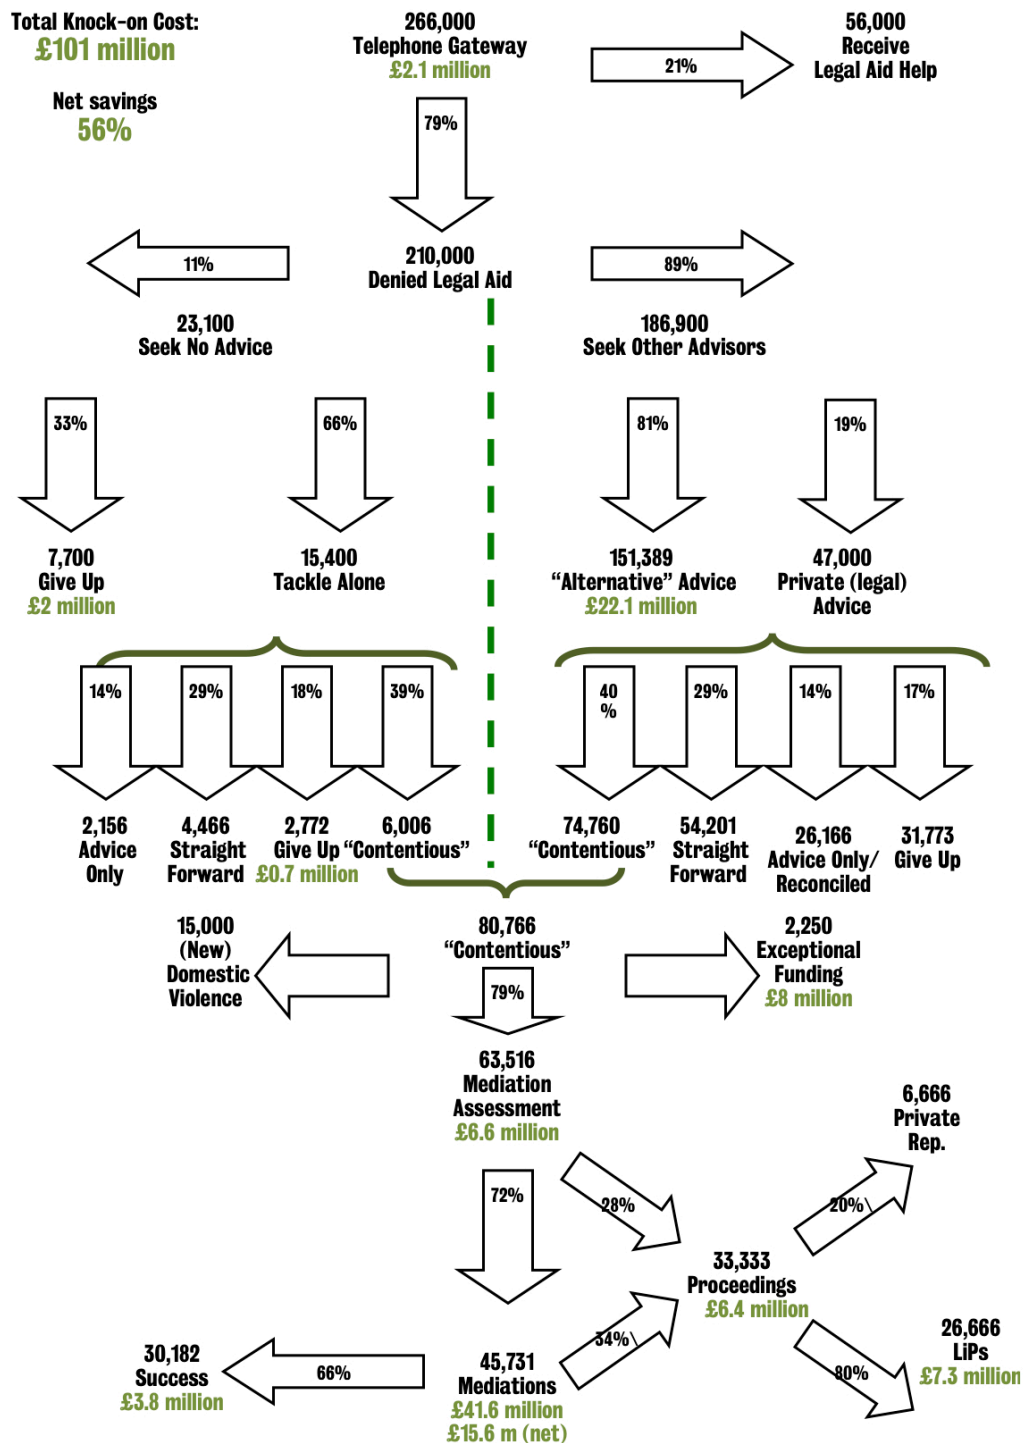 Total Knock-on Cost:
£101 million
Net savings
56%
266,000
Telephone Gateway
£2.1 million
21%
56,000
Receive
Legal Aid Help
79%
11%
210,000
Denied Legal Aid
89%
23,100
Seek No Advice
186,900
Seek Other Advisors
33%
66%
81%
19%
7,700
Give Up
£2 million
15,400
Tackle Alone
151,389
“Alternative” Advice
£22.1 million
47,000
Private (legal)
Advice
14%
29%
18%
39%
40
%
29%
14%
17%
2,156
Advice
Only
4,466
Straight
Forward
2,772
Give Up
£0.7 million
6,006
“Contentious”
74,760
“Contentious”
54,201
Straight
Forward
26,166
Advice Only/
Reconciled
31,773
Give Up
15,000
(New)
Domestic
Violence
80,766
“Contentious”
79%
2,250
Exceptional
Funding
£8 million
63,516
Mediation
Assessment
£6.6 million
6,666
Private
Rep.
72%
28%
20%\
33,333
Proceedings
£6.4 million
30,182
Success
£3.8 million
66%
45,731
Mediations
£41.6 million
£15.6 m (net)
34%\
80%
26,666
LiPs
£7.3 million